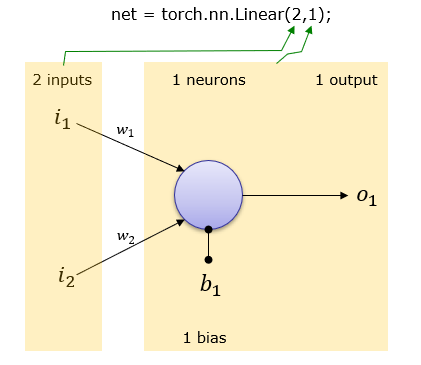 net = torch.nn.Linear(2,1);
2 inputs
1 neurons
1 output
i₁
w₁
o₁
w₂
i₂
b₁
1 bias